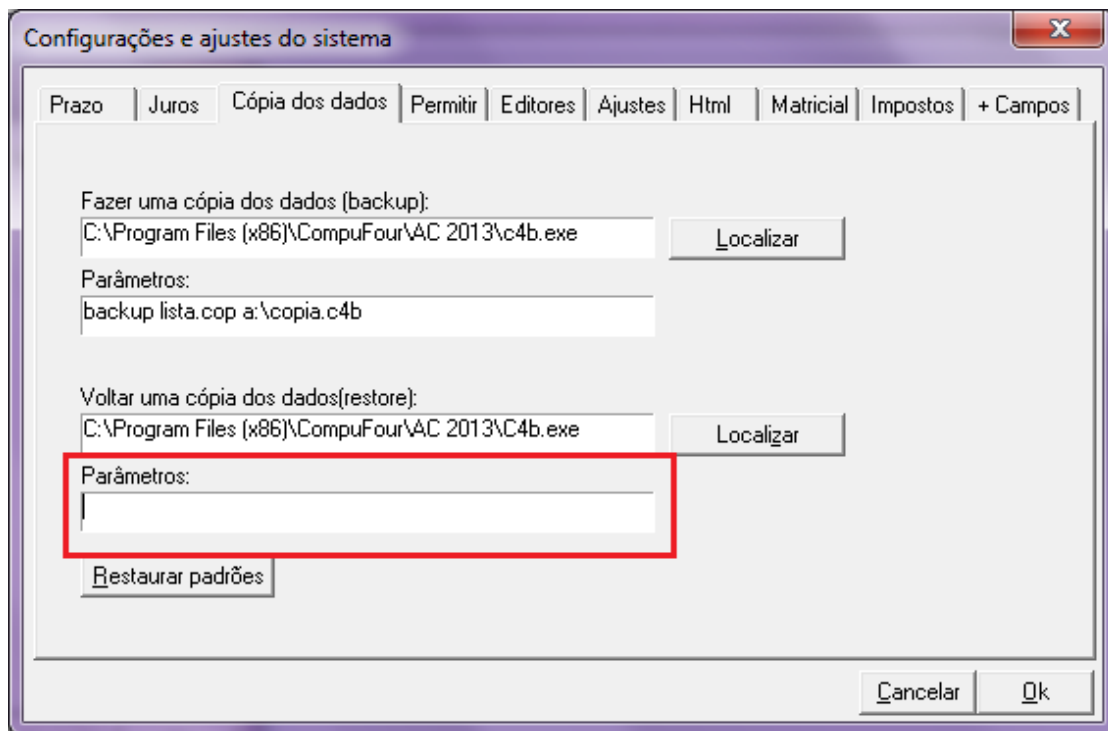 Configurações e ajustes do sistema
Prazo Juros Cópia dos dados Permitir Editores Ajustes Html Matricial Impostos + Campos
Fazer uma cópia dos dados (backup):
C:\Program Files (x86)\CompuFour\AC 2013\c4b.exe Localizar
Parâmetros:
backup lista.cop a:\copia.c4b
Voltar uma cópia dos dados(restore):
C:\Program Files (x86)\CompuFour\AC 2013\C4b.exe Localizar
Parâmetros:
Restaurar padrões
Cancelar Ok